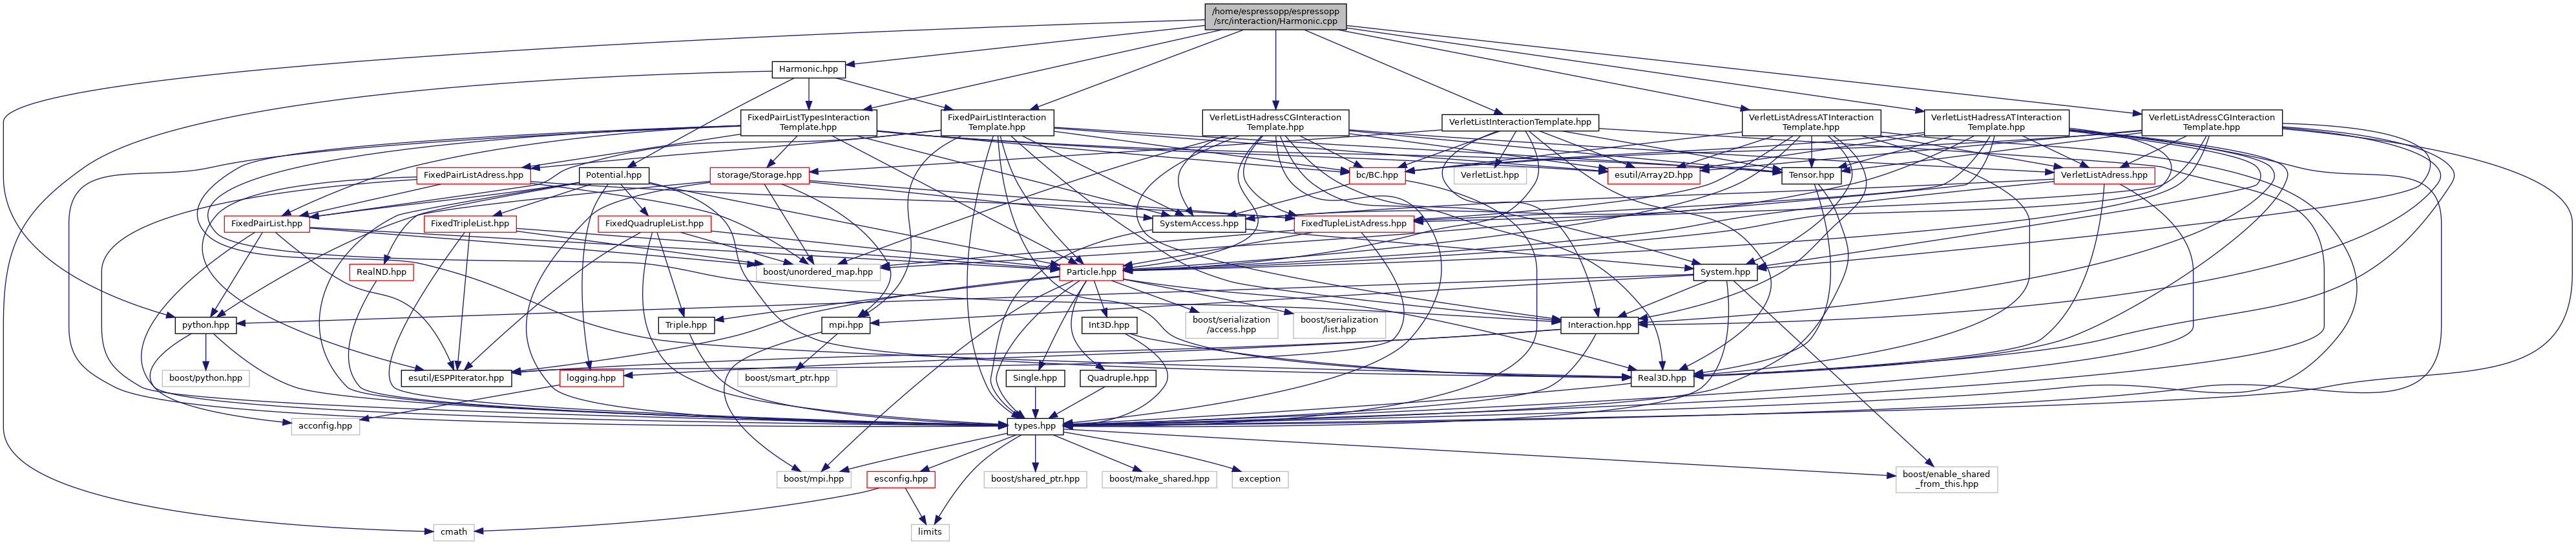 /home/espressopp/espressopp
/src/interaction/Harmonic.cpp
Harmonic.hpp
FixedPairListTypesInteraction
Template.hpp
FixedPairListInteraction
Template.hpp
VerletListHadressCGInteraction
Template.hpp
VerletListInteractionTemplate.hpp
VerletListAdressATInteraction
Template.hpp
VerletListHadressATInteraction
Template.hpp
VerletListAdressCGInteraction
Template.hpp
FixedPairListAdress.hpp
Potential.hpp
storage/Storage.hpp
bc/BC.hpp
VerletList.hpp
esutil/Array2D.hpp
Tensor.hpp
VerletListAdress.hpp
FixedPairList.hpp
FixedTripleList.hpp
FixedQuadrupleList.hpp
SystemAccess.hpp
FixedTupleListAdress.hpp
RealND.hpp
boost/unordered_map.hpp
Particle.hpp
System.hpp
python.hpp
Triple.hpp
mpi.hpp
Int3D.hpp
boost/serialization
/access.hpp
boost/serialization
/list.hpp
Interaction.hpp
boost/python.hpp
esutil/ESPPIterator.hpp
logging.hpp
boost/smart_ptr.hpp
Single.hpp
Quadruple.hpp
Real3D.hpp
acconfig.hpp
types.hpp
boost/mpi.hpp
esconfig.hpp
boost/shared_ptr.hpp
boost/make_shared.hpp
exception
boost/enable_shared
_from_this.hpp
cmath
limits